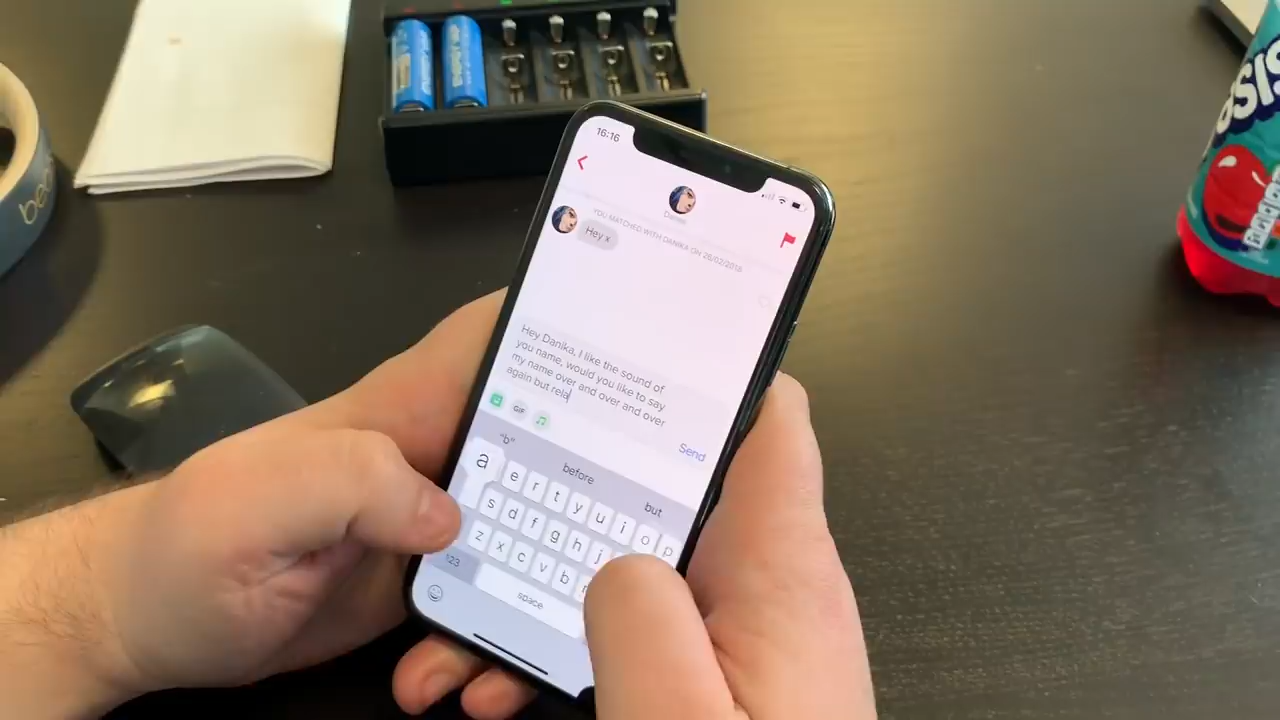 16:16
YOU MATCHED WITH DANIKA ON 26/02/2018
Hey x
Hey Danika, I like the sound of
you name, would you like to say
my name over and over and over
again but rela
GIF
Send
"b"
before
but
a
e r t y u i o p
s d f g h j
z x c v b
123
space